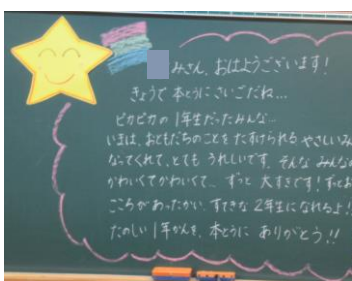 みさん、おはようございます!
きょうで 本とうに さいごだね...
ピカピカの 1年生だったみんな...
いまは、おともだちのことを たすけられる やさしいみ
なってくれて、とても うれしいです。そんな みんなの
かわいくてかわいくて... ずっと 大すきです!ずっとお
こころが あったかい、すてきな 2年生に なれるよ!
たのしい 1年かんを、本とうに ありがとう!!